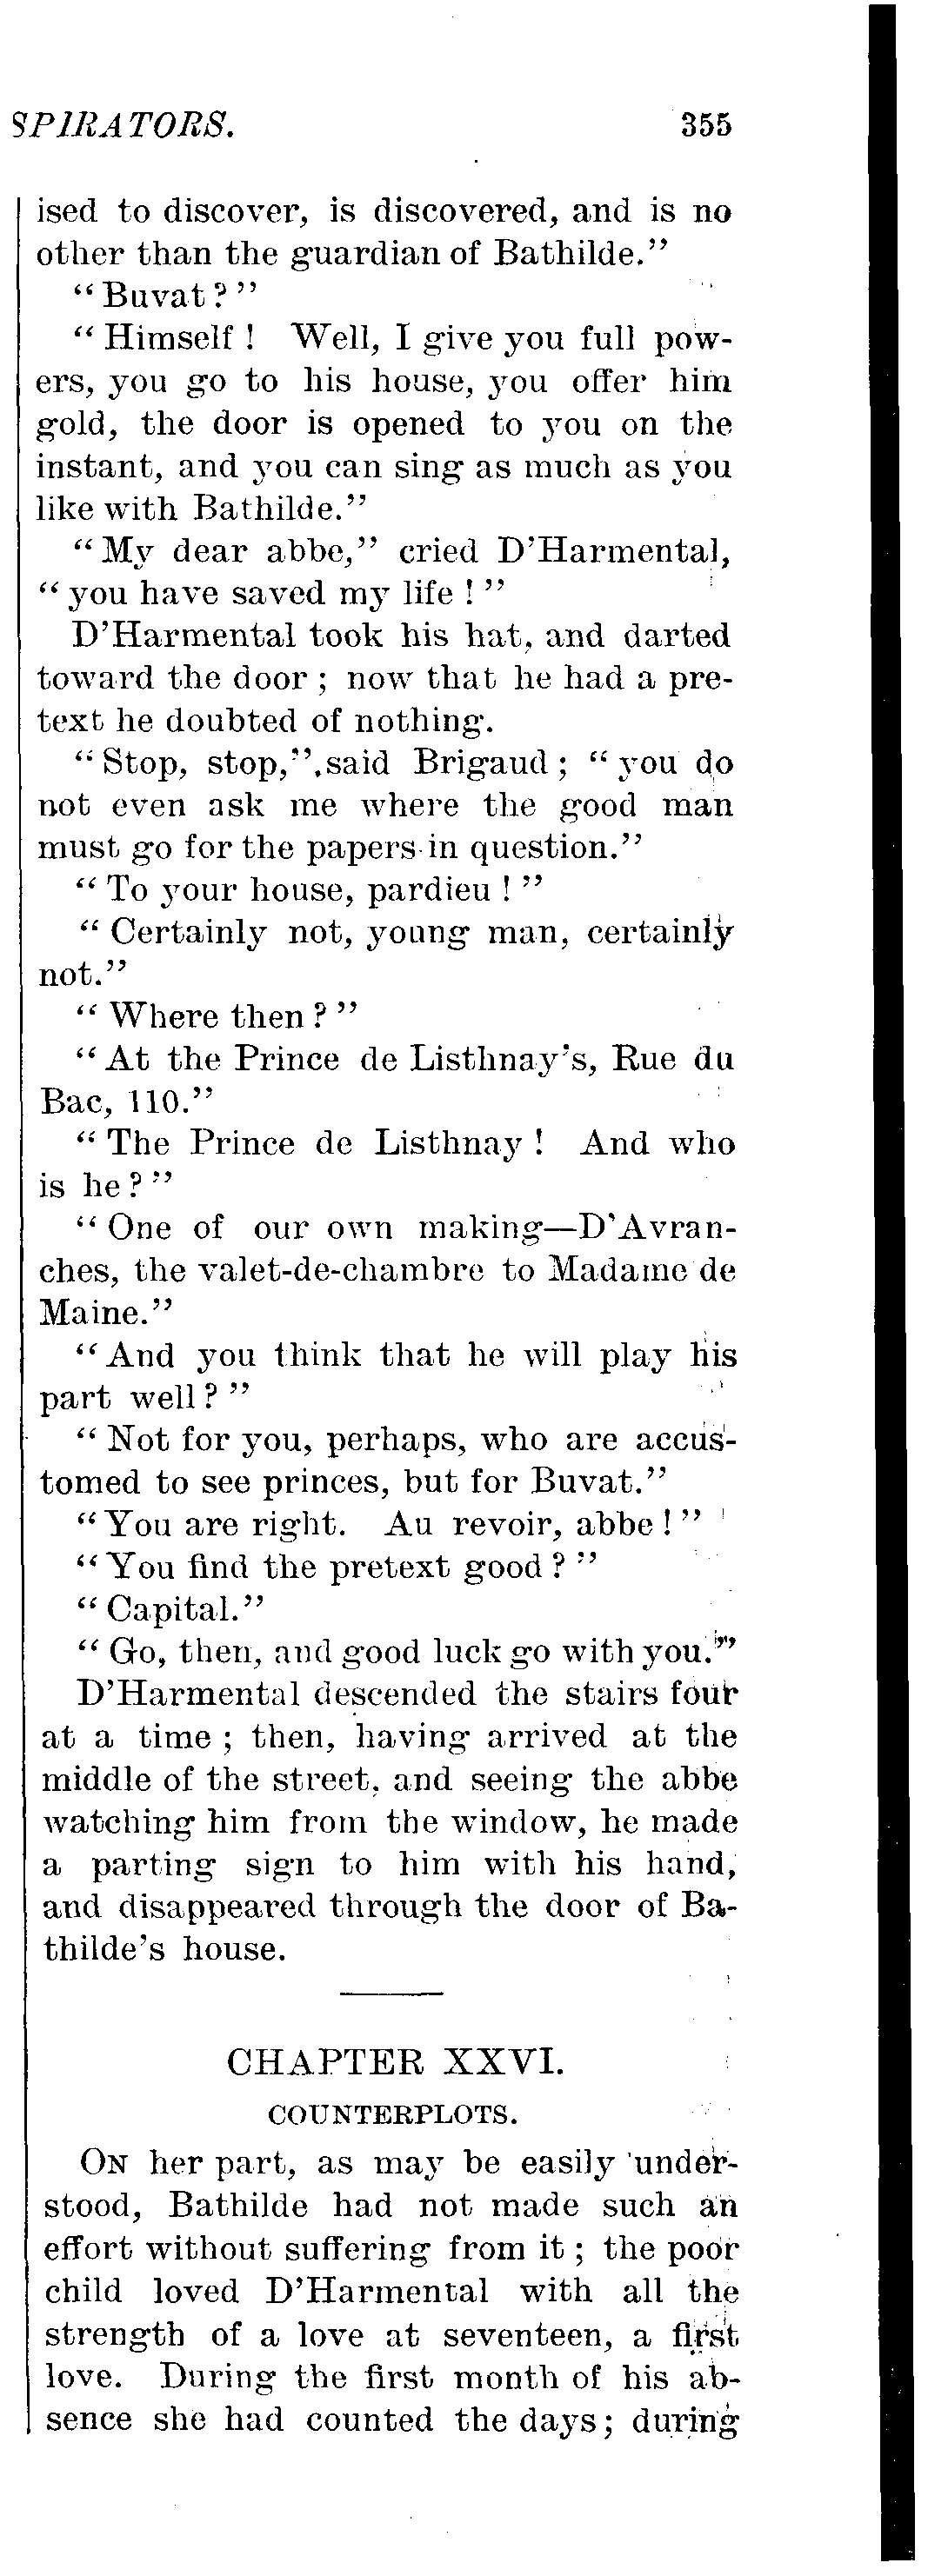 SPIRATORS. 355
ised to discover, is discovered, and is no
other than the guardian of Bathilde."
"Buvat?"
"Himself! Well, I give you full pow-
ers, you go to his house, you offer him
gold, the door is opened to you on the
instant, and you can sing as much as you
like with Bathilde."
"My dear abbe," cried D'Harmental,
"you have saved my life!"
D'Harmental took his hat, and darted
toward the door; now that he had a pre-
text he doubted of nothing.
"Stop, stop," said Brigaud; "you do
not even ask me where the good man
must go for the papers in question."
"To your house, pardieu!"
"Certainly not, young man, certainly
not."
"Where then?"
"At the Prince de Listhnay's, Rue du
Bac, 110."
"The Prince de Listhnay! And who
is he?"
"One of our own making—D'Avran-
ches, the valet-de-chambre to Madame de
Maine."
"And you think that he will play his
part well?"
"Not for you, perhaps, who are accus-
tomed to see princes, but for Buvat."
"You are right. Au revoir, abbe!"
"You find the pretext good?"
"Capital."
"Go, then, and good luck go with you."
D'Harmental descended the stairs four
at a time; then, having arrived at the
middle of the street, and seeing the abbe
watching him from the window, he made
a parting sign to him with his hand,
and disappeared through the door of Ba-
thilde's house.
CHAPTER XXVI.
COUNTERPLOTS.
ON her part, as may be easily under-
stood, Bathilde had not made such an
effort without suffering from it; the poor
child loved D'Harmental with all the
strength of a love at seventeen, a first
love. During the first month of his ab-
sence she had counted the days; during